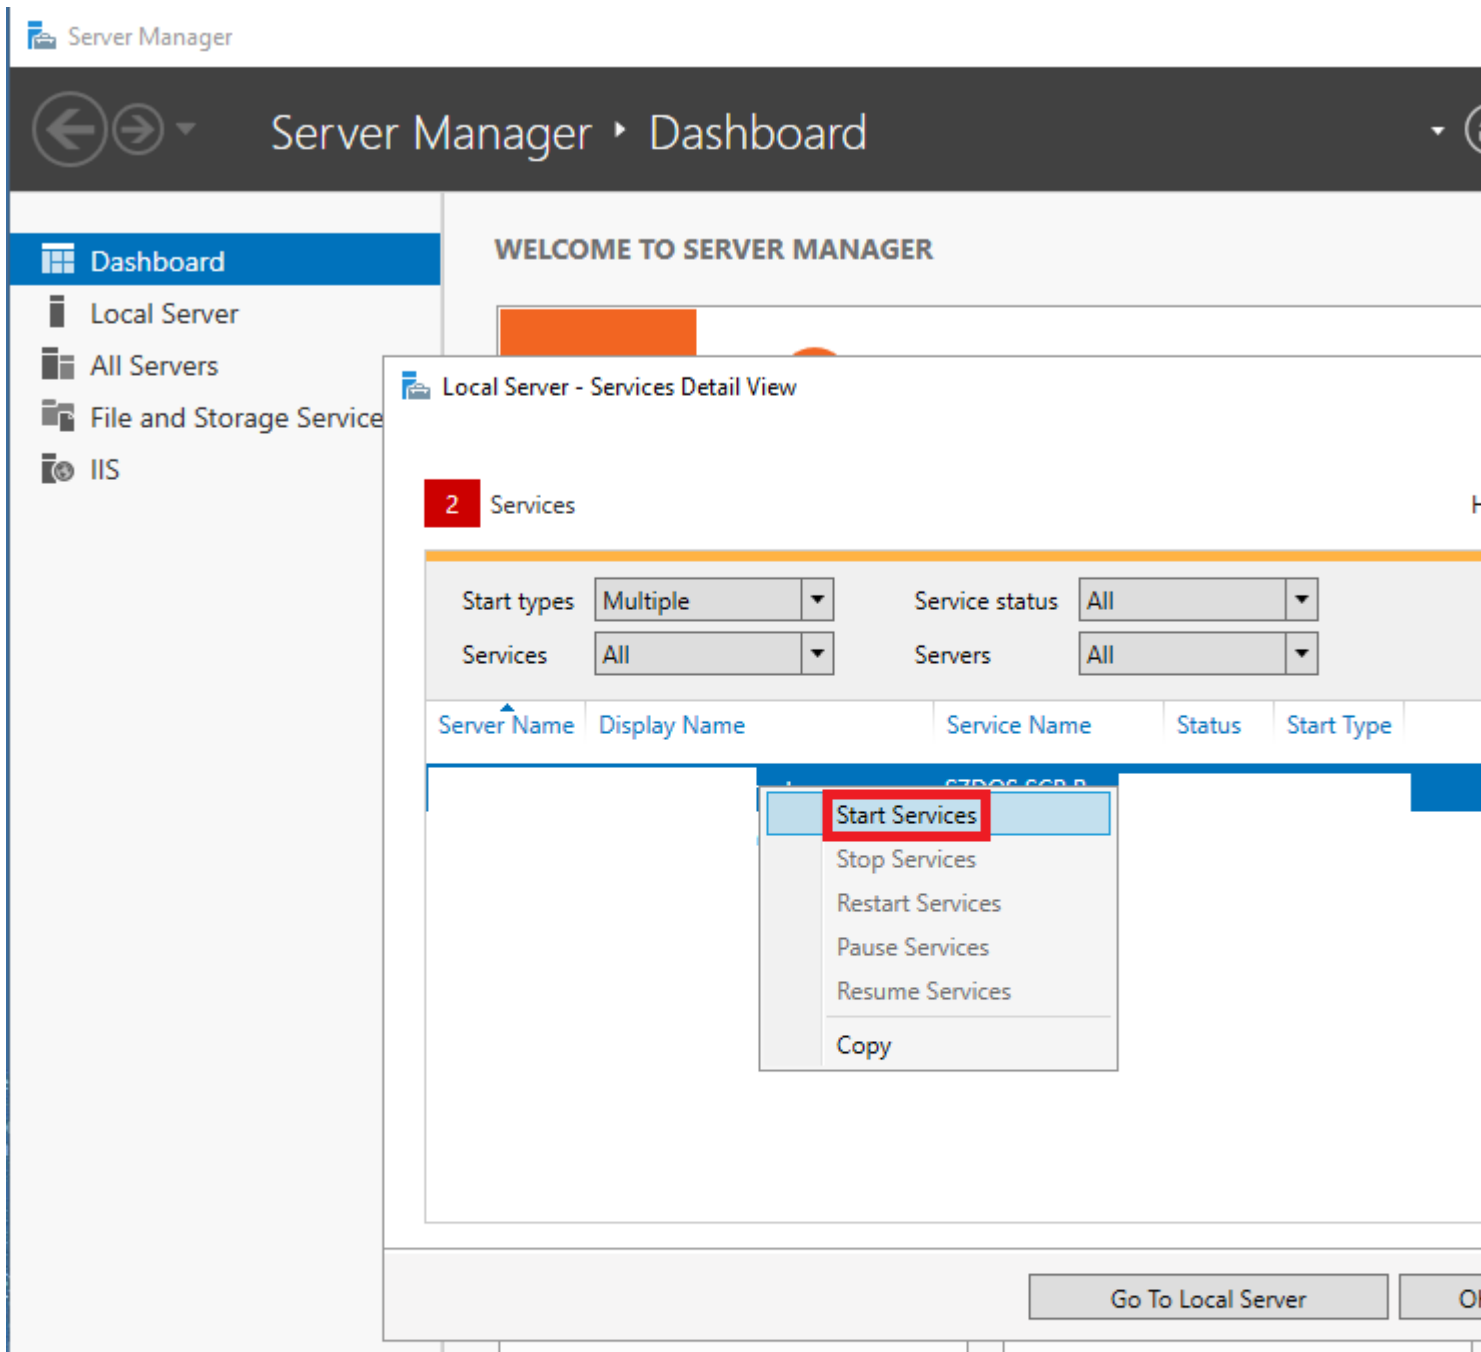 Server Manager
Server Manager ‣ Dashboard
Dashboard
Local Server
All Servers
File and Storage Service
IIS
WELCOME TO SERVER MANAGER
Local Server - Services Detail View
2 Services
Start types Multiple Service status All
Services All Servers All
Server Name Display Name Service Name Status Start Type
Start Services
Stop Services
Restart Services
Pause Services
Resume Services
Copy
Go To Local Server